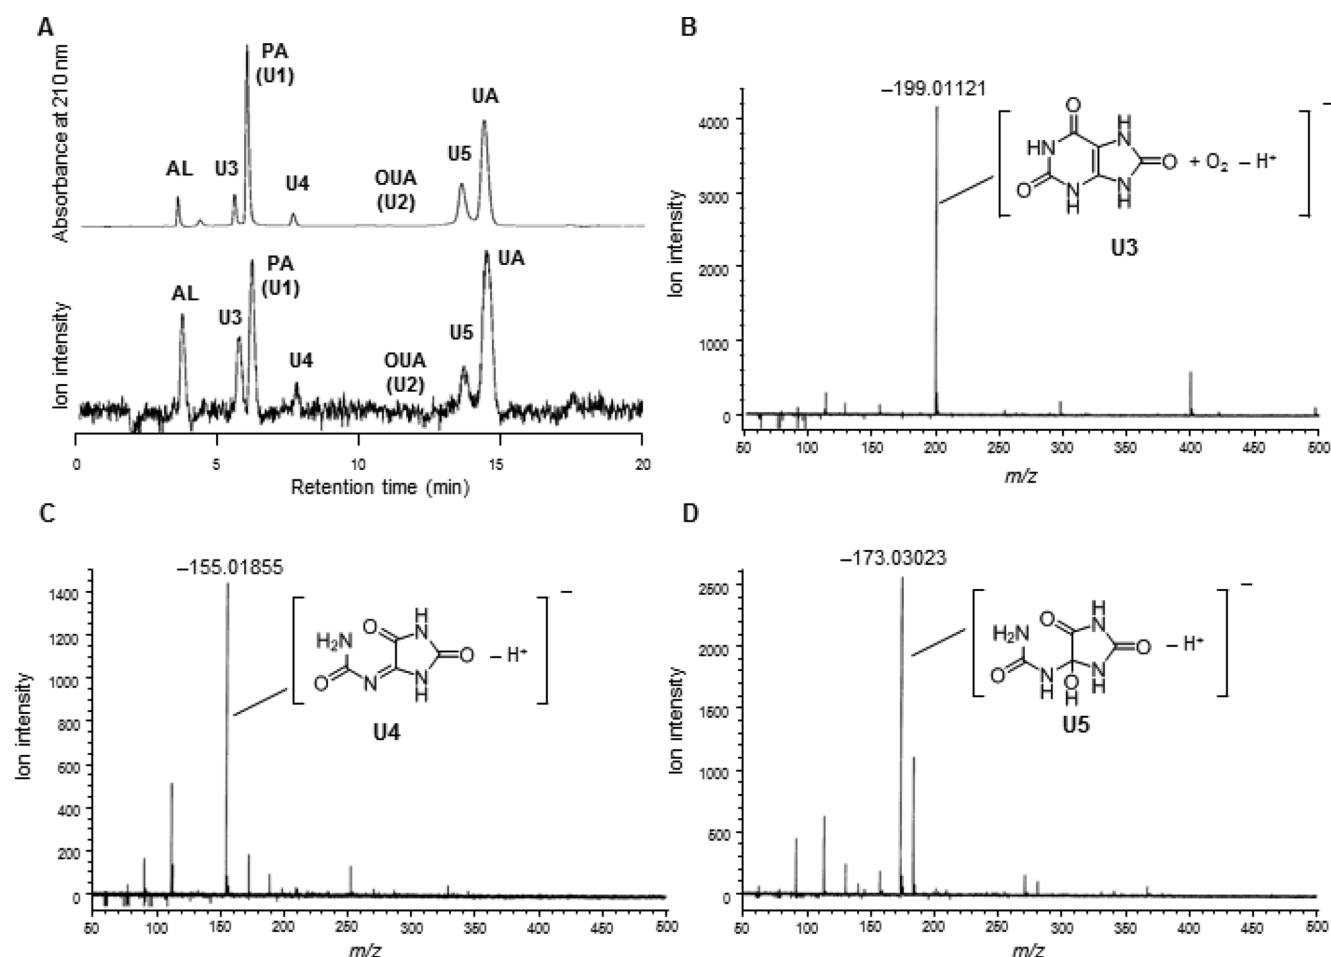 A
Absorbance at 210 nm
AL
U3
PA
(U1)
U4
OUA
(U2)
U5
UA
Ion intensity
AL
U3
PA
(U1)
U4
OUA
(U2)
U5
UA
0 5 10 15 20
Retention time (min)
B
Ion intensity
4000
3000
2000
1000
0
–199.01121
O
H
N
HN
O
O
N
H
N
H
+ O₂ – H⁺
–
U3
50 100 150 200 250 300 350 400 450 500
m/z
C
Ion intensity
1400
1200
1000
800
600
400
200
0
–155.01855
H₂N
O
H
N
O
O
N
N
H
– H⁺
–
U4
50 100 150 200 250 300 350 400 450 500
m/z
D
Ion intensity
2500
2000
1500
1000
500
0
–173.03023
H₂N
O
H
N
O
O
N
H
O
H
N
H
– H⁺
–
U5
50 100 150 200 250 300 350 400 450 500
m/z